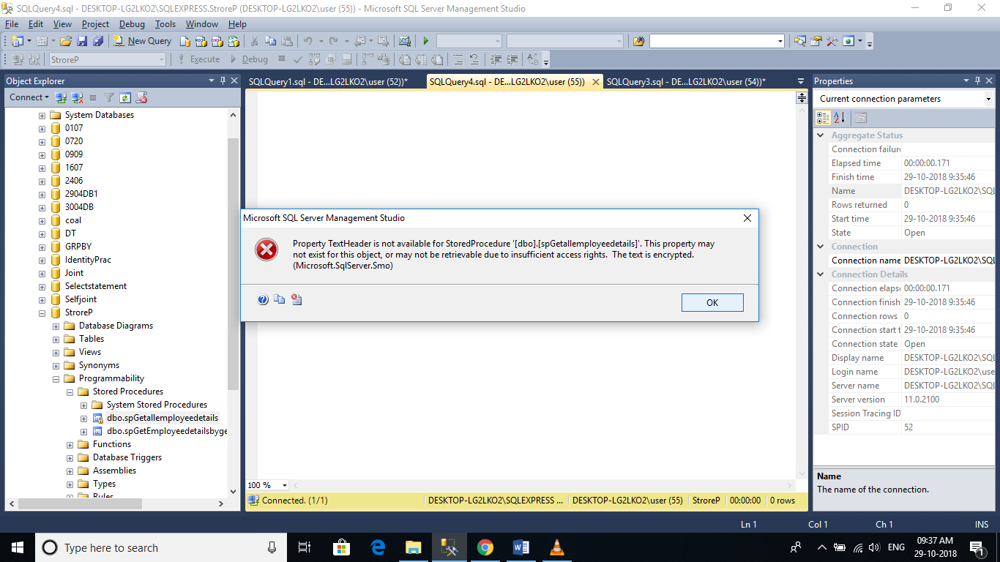 SQLQuery4.sql - DESKTOP-LG2LKO2\SQLEXPRESS.StroreP (DESKTOP-LG2LKO2\user (55)) - Microsoft SQL Server Management Studio
File Edit View Project Debug Tools Window Help
New Query
StroreP
Execute
Debug
Object Explorer
Connect
System Databases
0107
0720
0909
1607
2406
2904DB1
3004DB
coal
DT
GRPBY
IdentityPrac
Joint
Selectstatement
Selfjoint
StroreP
Database Diagrams
Tables
Views
Synonyms
Programmability
Stored Procedures
System Stored Procedures
dbo.spGetallemployeedetails
dbo.spGetEmployeedetailsbyge
Functions
Database Triggers
Assemblies
Types
Rules
SQLQuery1.sql - DE...LG2LKO2\user (52))*
SQLQuery4.sql - DE...LG2LKO2\user (55))
SQLQuery3.sql - DE...LG2LKO2\user (54))*
Microsoft SQL Server Management Studio
Property TextHeader is not available for StoredProcedure '[dbo].[spGetallemployeedetails]'. This property may
not exist for this object, or may not be retrievable due to insufficient access rights. The text is encrypted.
(Microsoft.SqlServer.Smo)
OK
100 %
Connected. (1/1)
DESKTOP-LG2LKO2\SQLEXPRESS ...
DESKTOP-LG2LKO2\user (55)
StroreP
00:00:00
0 rows
Properties
Current connection parameters
Aggregate Status
Connection failure
Elapsed time 00:00:00.171
Finish time 29-10-2018 9:35:46
Name DESKTOP-LG2LKO2\SQL
Rows returned 0
Start time 29-10-2018 9:35:46
State Open
Connection
Connection name DESKTOP-LG2LKO2\SQL
Connection Details
Connection elapse 00:00:00.171
Connection finish 29-10-2018 9:35:46
Connection rows 0
Connection start t 29-10-2018 9:35:46
Connection state Open
Display name DESKTOP-LG2LKO2\SQL
Login name DESKTOP-LG2LKO2\use
Server name DESKTOP-LG2LKO2\SQL
Server version 11.0.2100
Session Tracing ID
SPID 52
Name
The name of the connection.
Ln 1 Col 1 Ch 1 INS
Type here to search
ENG
09:37 AM
29-10-2018
1